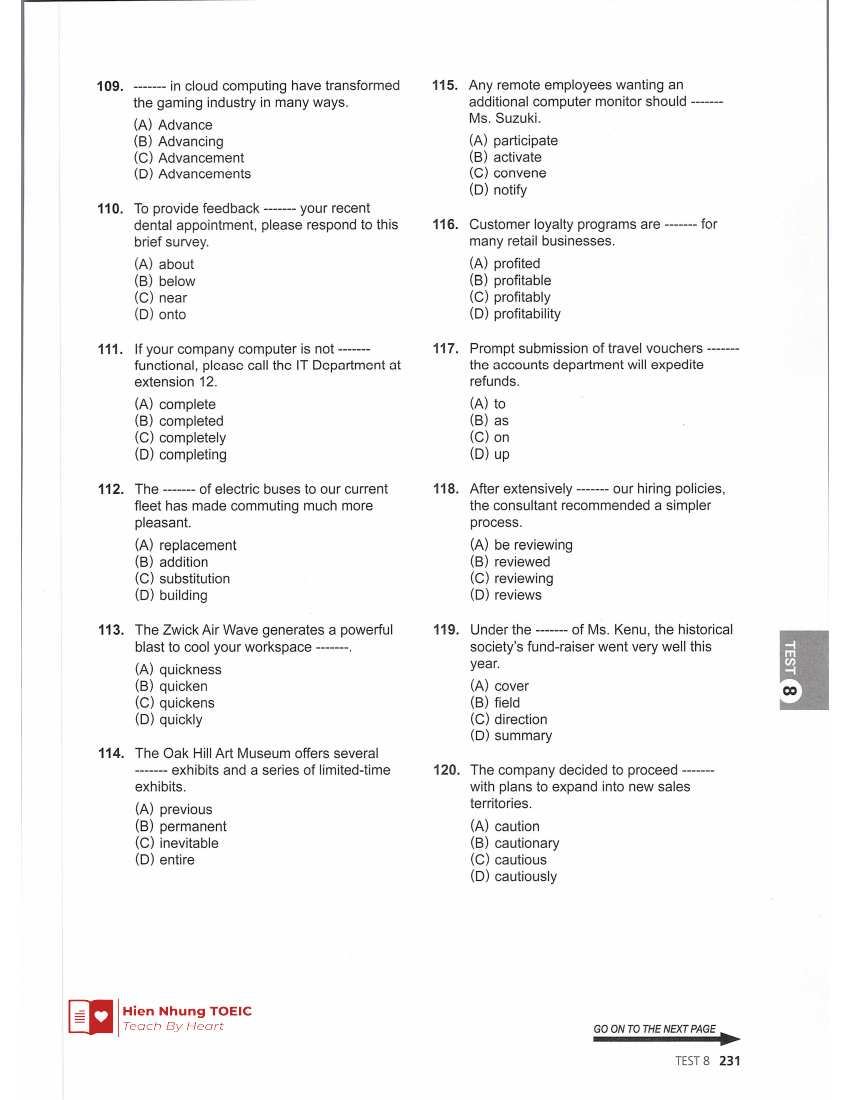 109. ------- in cloud computing have transformed
the gaming industry in many ways.
(A) Advance
(B) Advancing
(C) Advancement
(D) Advancements
110. To provide feedback ------- your recent
dental appointment, please respond to this
brief survey.
(A) about
(B) below
(C) near
(D) onto
111. If your company computer is not -------
functional, please call the IT Department at
extension 12.
(A) complete
(B) completed
(C) completely
(D) completing
112. The ------- of electric buses to our current
fleet has made commuting much more
pleasant.
(A) replacement
(B) addition
(C) substitution
(D) building
113. The Zwick Air Wave generates a powerful
blast to cool your workspace -------.
(A) quickness
(B) quicken
(C) quickens
(D) quickly
114. The Oak Hill Art Museum offers several
------- exhibits and a series of limited-time
exhibits.
(A) previous
(B) permanent
(C) inevitable
(D) entire
115. Any remote employees wanting an
additional computer monitor should -------
Ms. Suzuki.
(A) participate
(B) activate
(C) convene
(D) notify
116. Customer loyalty programs are ------- for
many retail businesses.
(A) profited
(B) profitable
(C) profitably
(D) profitability
117. Prompt submission of travel vouchers -------
the accounts department will expedite
refunds.
(A) to
(B) as
(C) on
(D) up
118. After extensively ------- our hiring policies,
the consultant recommended a simpler
process.
(A) be reviewing
(B) reviewed
(C) reviewing
(D) reviews
119. Under the ------- of Ms. Kenu, the historical
society's fund-raiser went very well this
year.
(A) cover
(B) field
(C) direction
(D) summary
120. The company decided to proceed -------
with plans to expand into new sales
territories.
(A) caution
(B) cautionary
(C) cautious
(D) cautiously
TEST 8
Hien Nhung TOEIC
Teach By Heart
GO ON TO THE NEXT PAGE
TEST 8 231